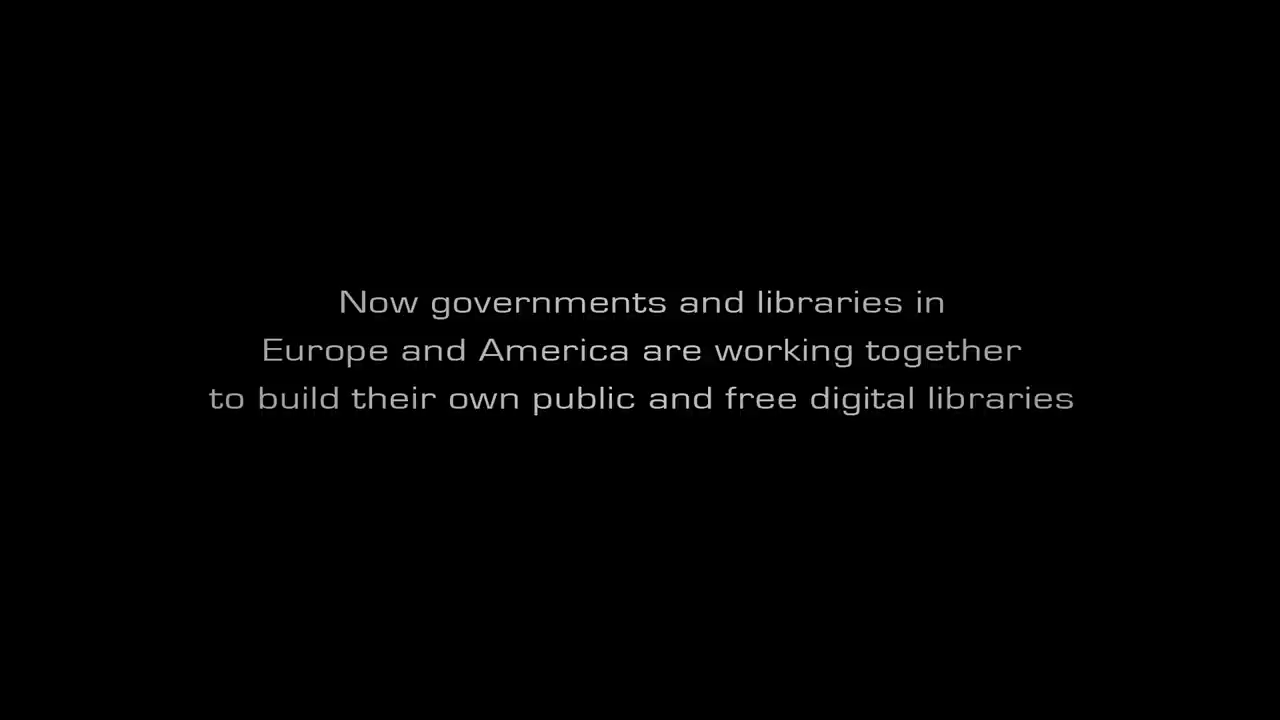 Now governments and libraries in
Europe and America are working together
to build their own public and free digital libraries